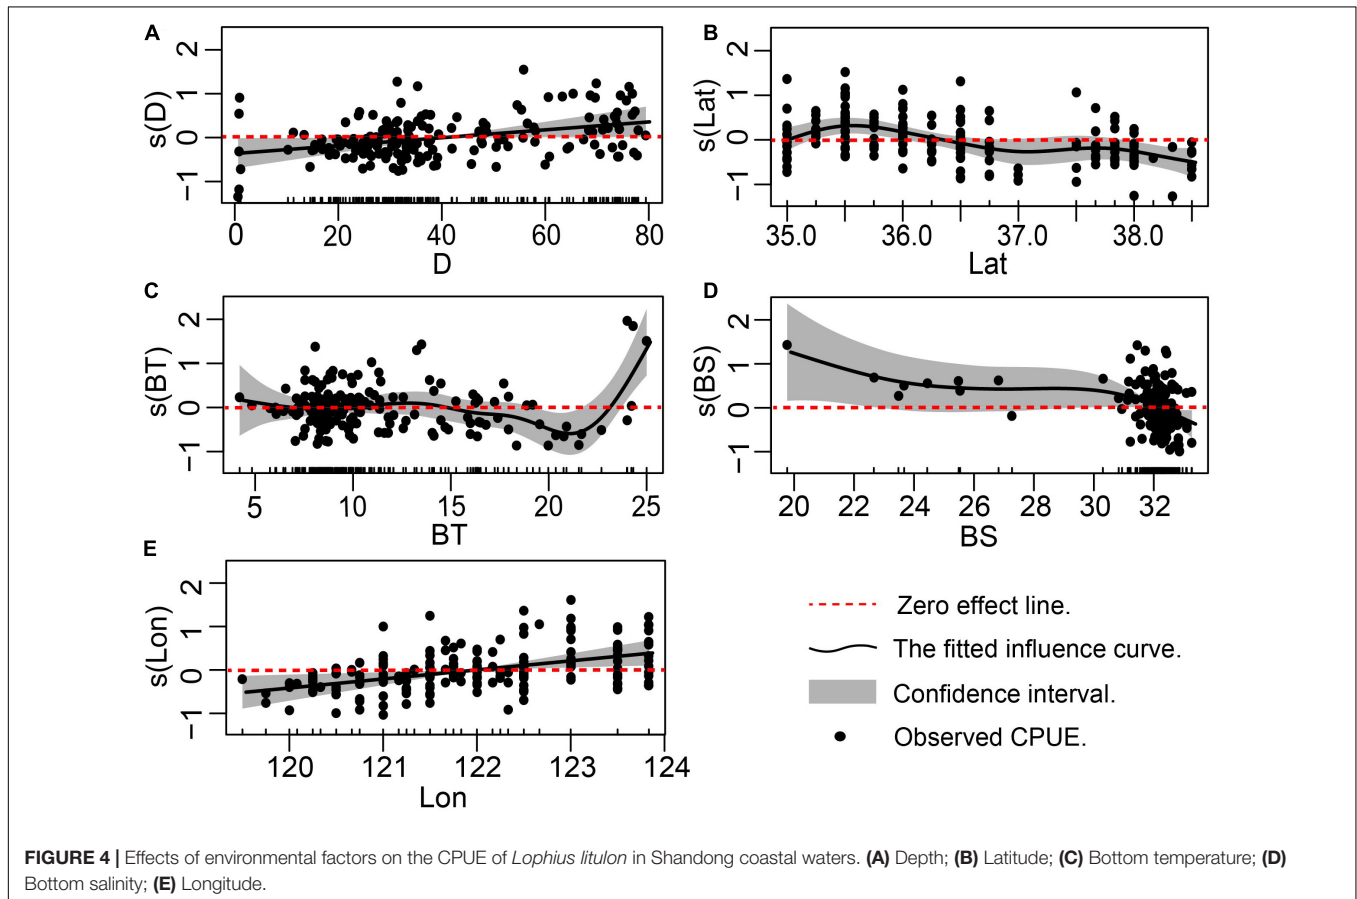 A
s(D)
2
1
0
−1
0 20 40 60 80
D
B
s(Lat)
2
1
0
−1
35.0 36.0 37.0 38.0
Lat
C
s(BT)
2
1
0
−1
5 10 15 20 25
BT
D
s(BS)
2
1
0
−1
20 22 24 26 28 30 32
BS
E
s(Lon)
2
1
0
−1
120 121 122 123 124
Lon
Zero effect line.
The fitted influence curve.
Confidence interval.
Observed CPUE.
FIGURE 4 | Effects of environmental factors on the CPUE of Lophius litulon in Shandong coastal waters. (A) Depth; (B) Latitude; (C) Bottom temperature; (D)
Bottom salinity; (E) Longitude.